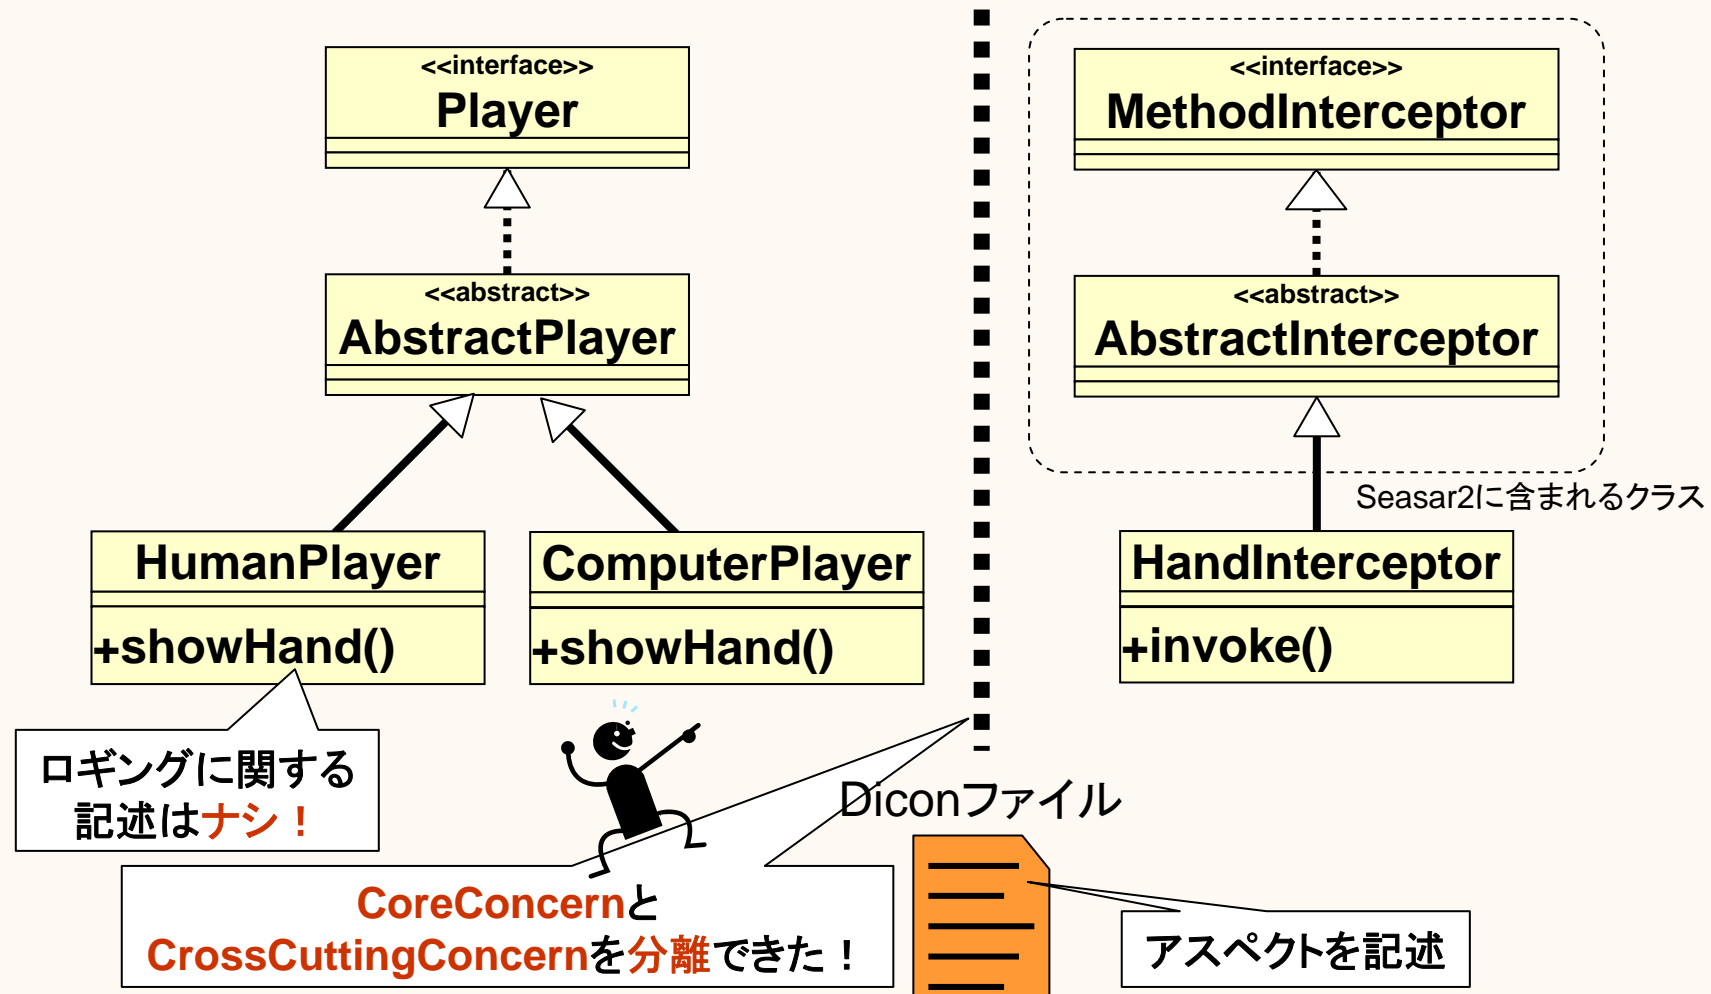 <<interface>>
Player
<<abstract>>
AbstractPlayer
HumanPlayer
+showHand()
ComputerPlayer
+showHand()
<<interface>>
MethodInterceptor
<<abstract>>
AbstractInterceptor
Seasar2に含まれるクラス
HandInterceptor
+invoke()
ロギングに関する
記述はナシ！
Diconファイル
CoreConcernと
CrossCuttingConcernを分離できた！
アスペクトを記述